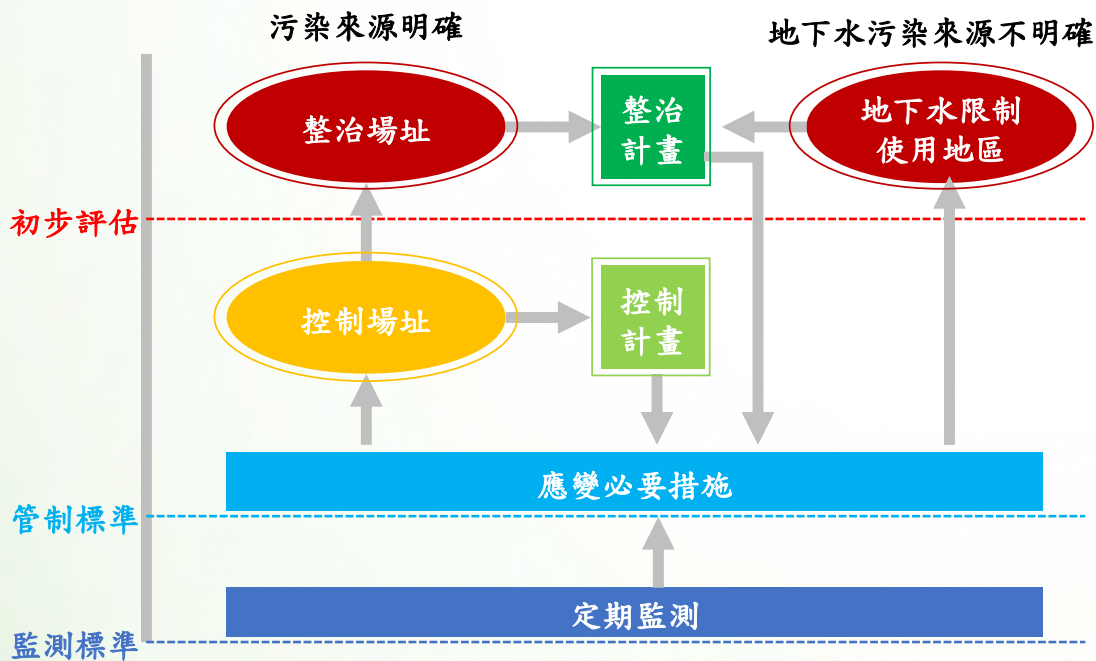 污染來源明確
地下水污染來源不明確
整治場址
整治
計畫
地下水限制
使用地區
初步評估
控制場址
控制
計畫
應變必要措施
管制標準
定期監測
監測標準